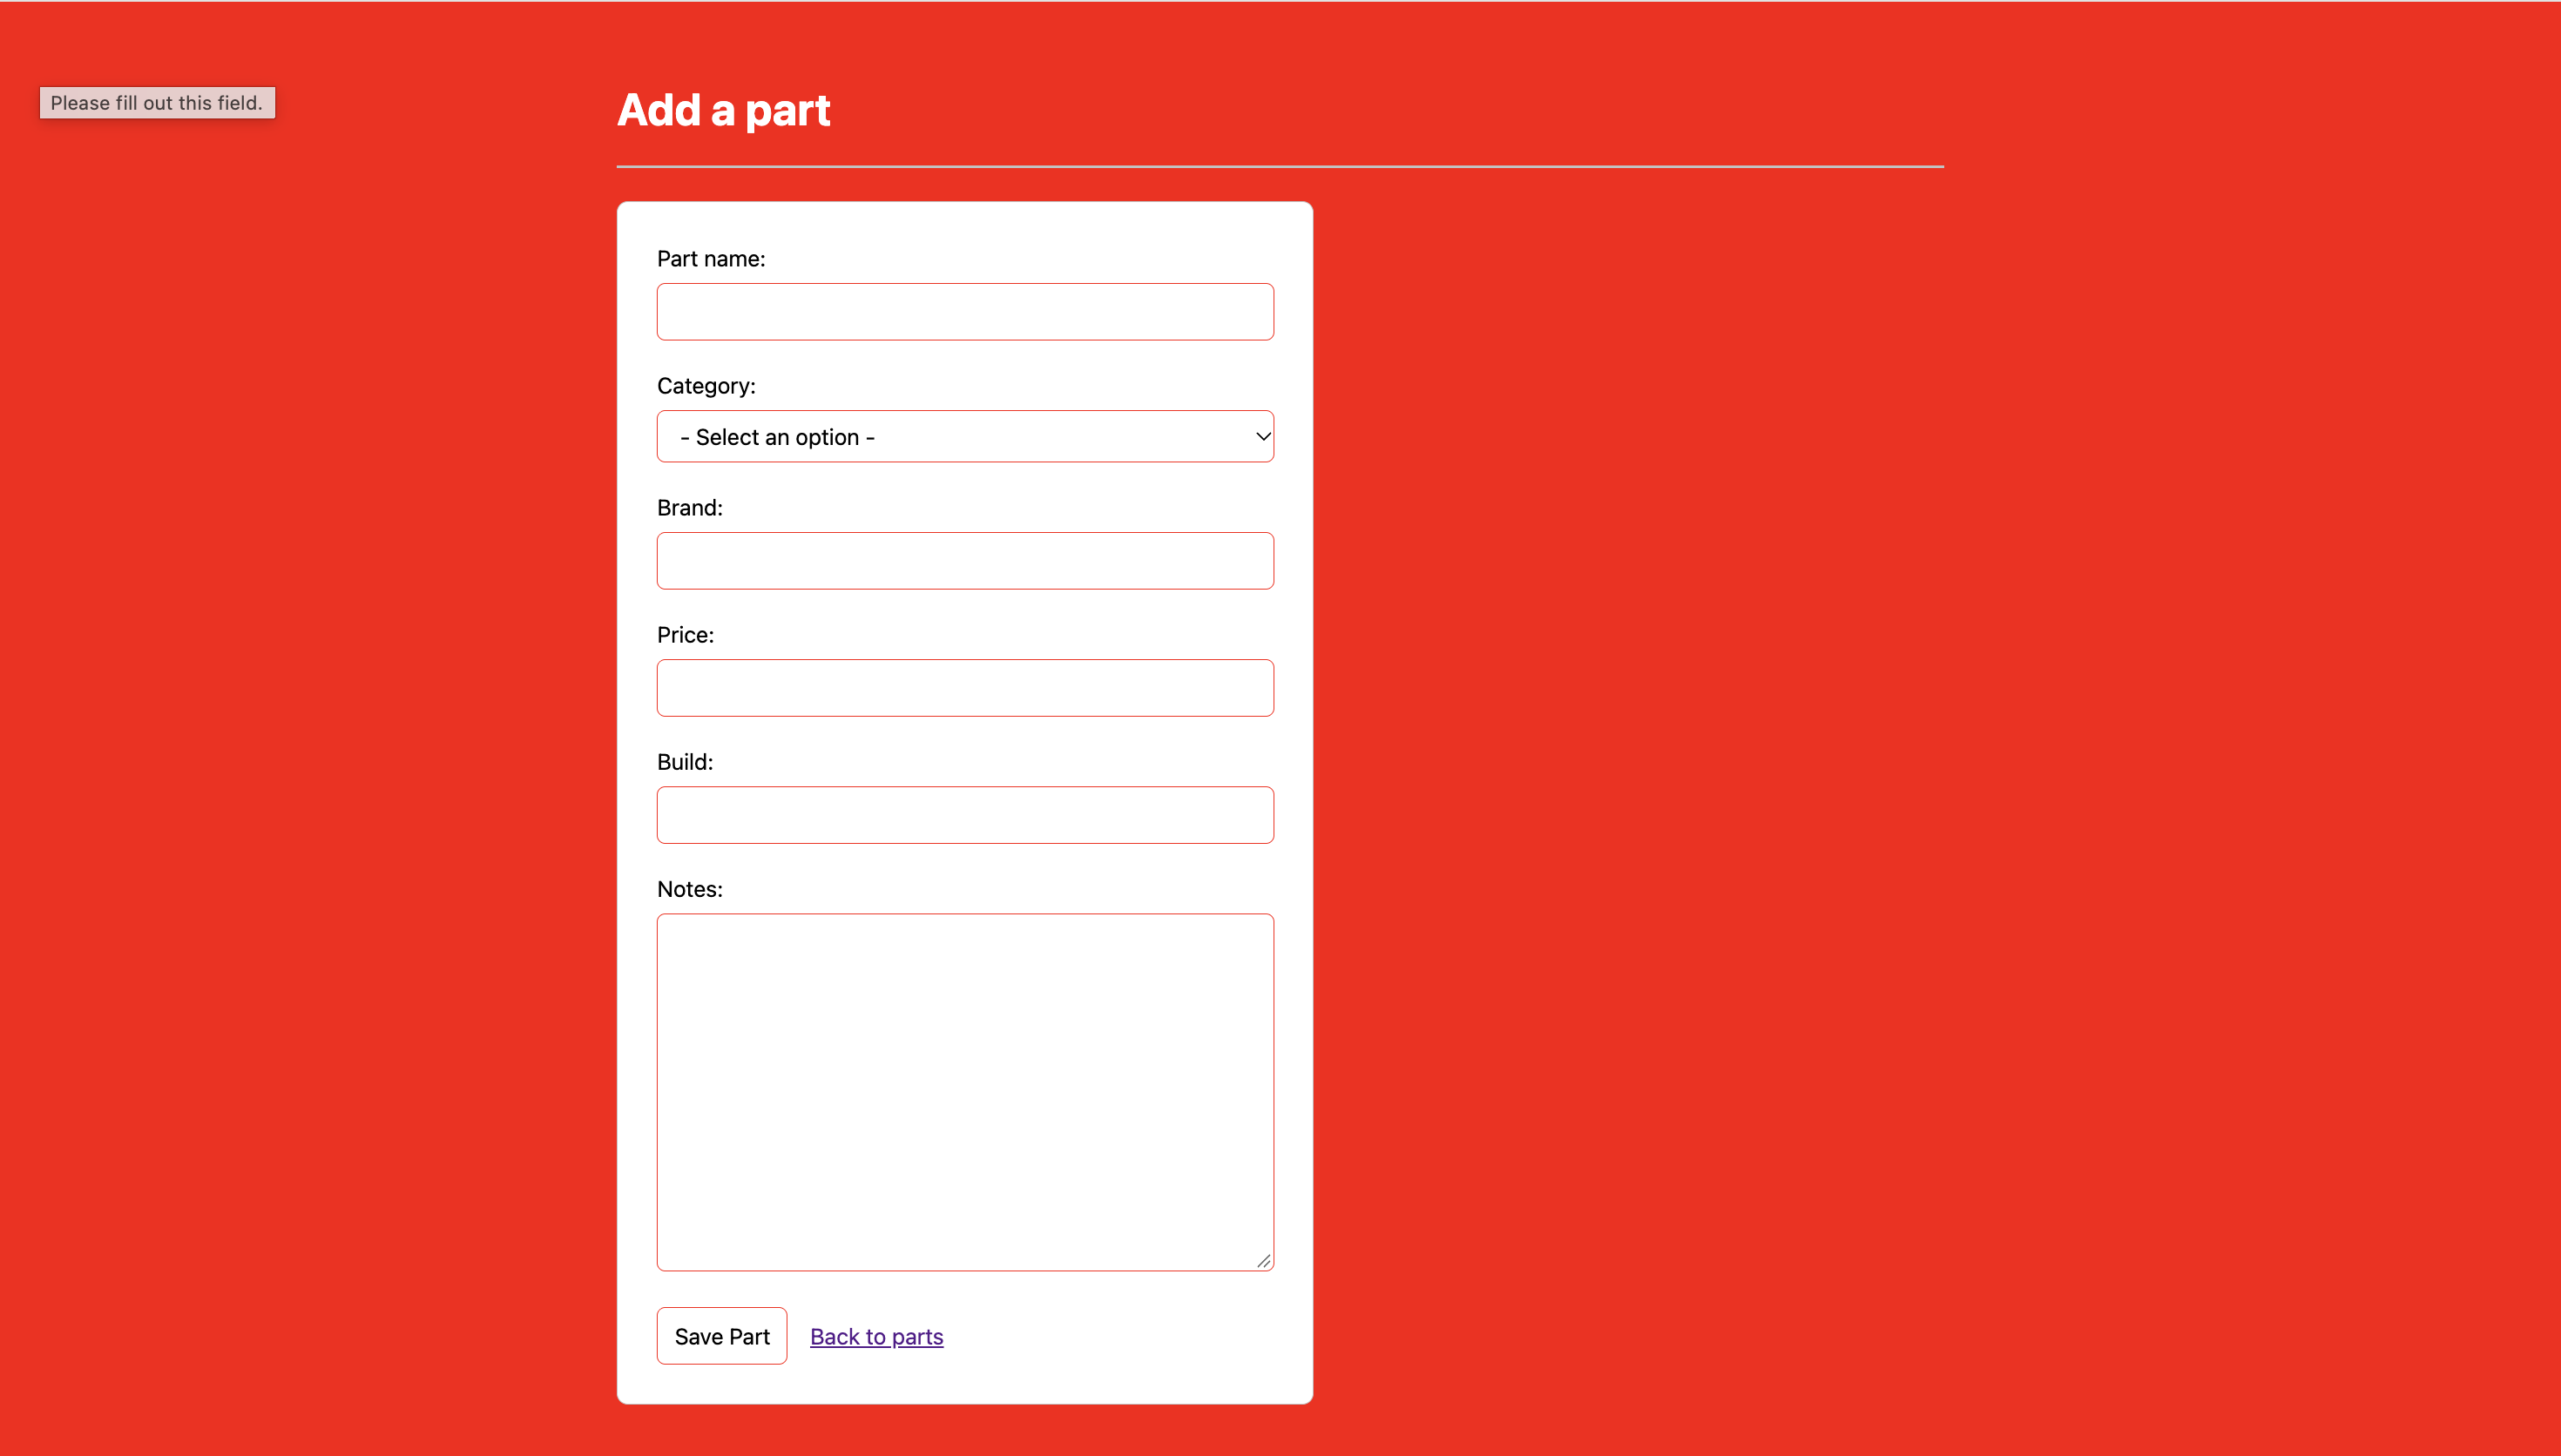 Please fill out this field.
Add a part
Part name:
Category:
- Select an option -
Brand:
Price:
Build:
Notes:
Save Part Back to parts